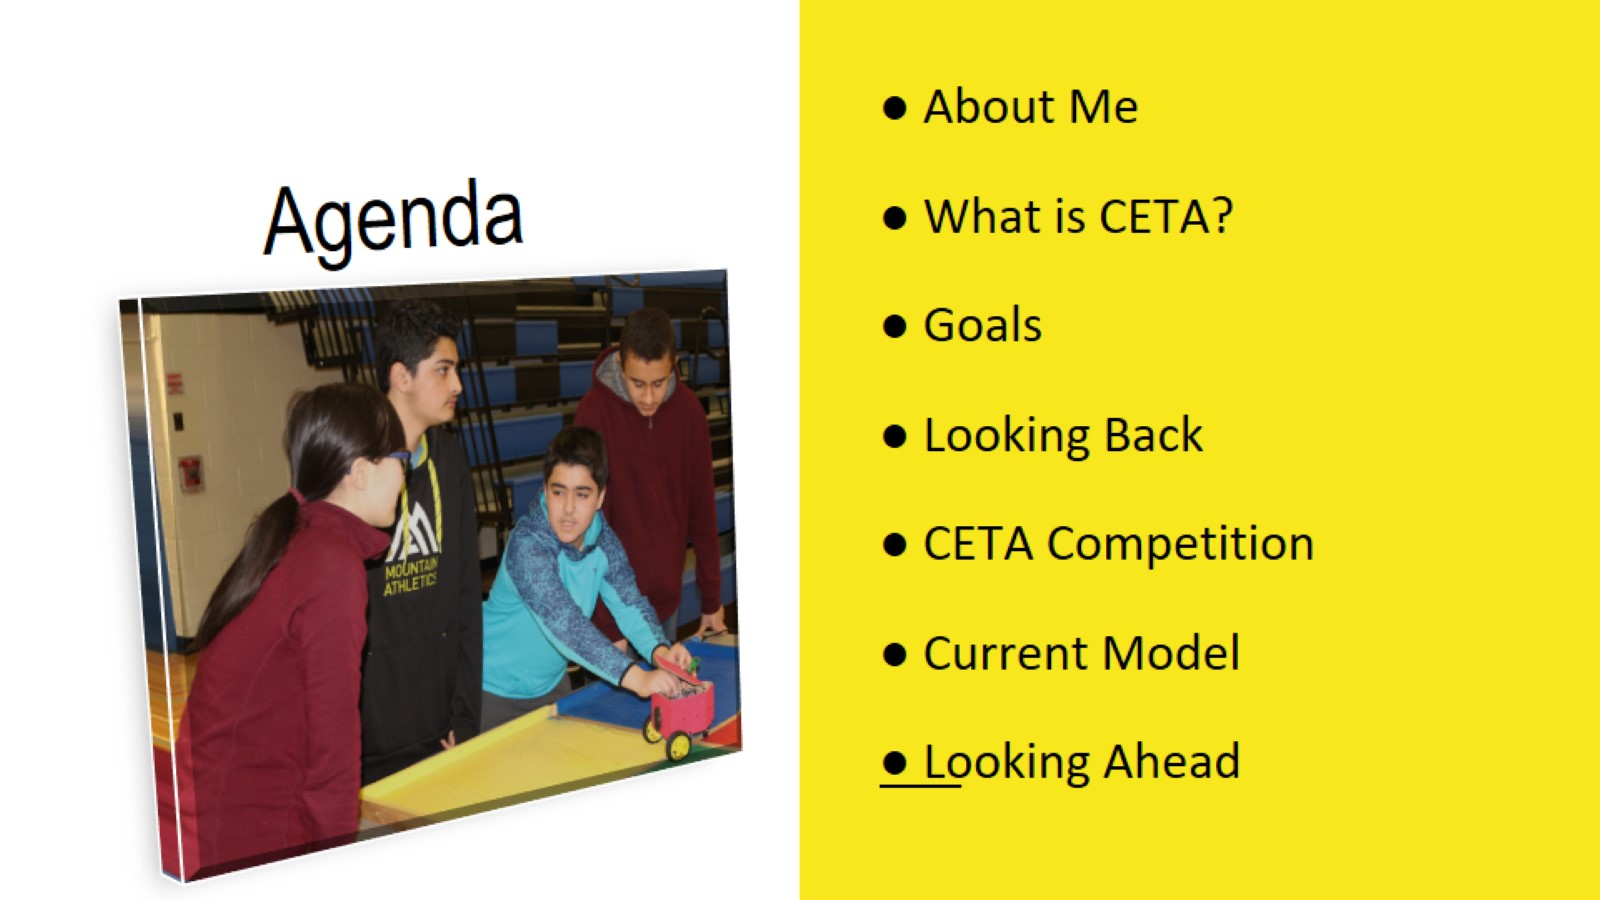 Agenda
MOUNTAIN
ATHLETICS
● About Me
● What is CETA?
● Goals
● Looking Back
● CETA Competition
● Current Model
● Looking Ahead